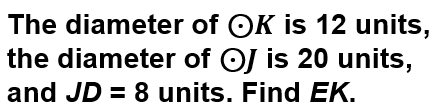 The diameter of ⊙K is 12 units,
the diameter of ⊙J is 20 units,
and JD = 8 units. Find EK.